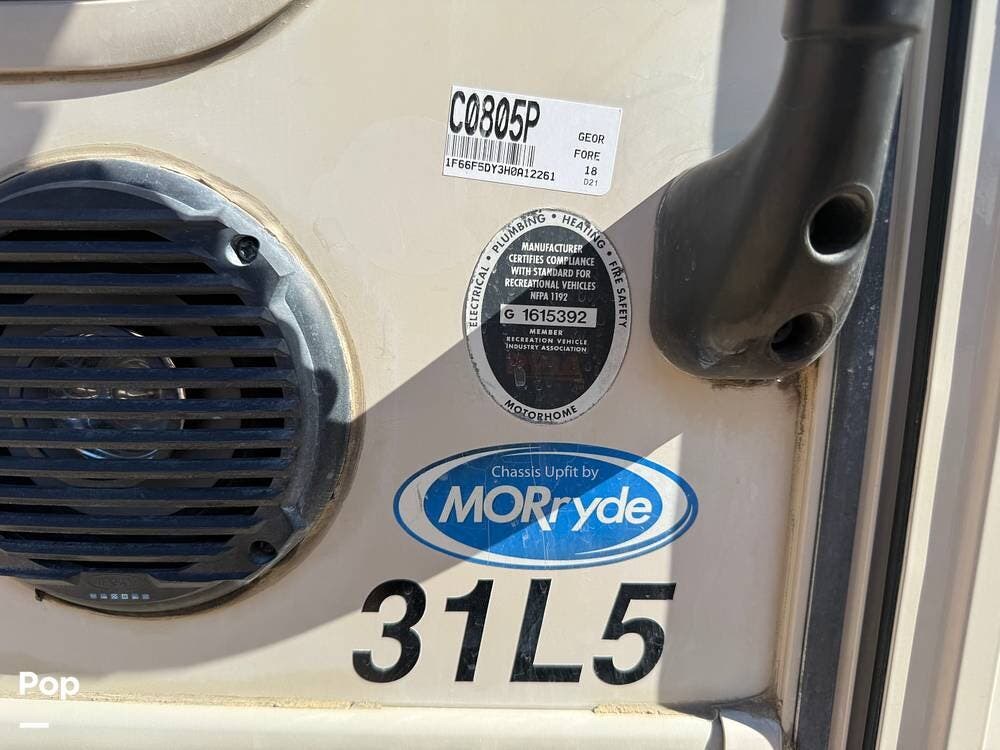 C0805P
GEOR
FORE
1F66F5DY3H0A12261
18
D21
ELECTRICAL • PLUMBING • HEATING • FIRE SAFETY
MANUFACTURER
CERTIFIES COMPLIANCE
WITH STANDARD FOR
RECREATIONAL VEHICLES
NFPA 1192
G 1615392
MEMBER
RECREATION VEHICLE
INDUSTRY ASSOCIATION
MOTORHOME
Chassis Upfit by
MORryde
31L5
Pop